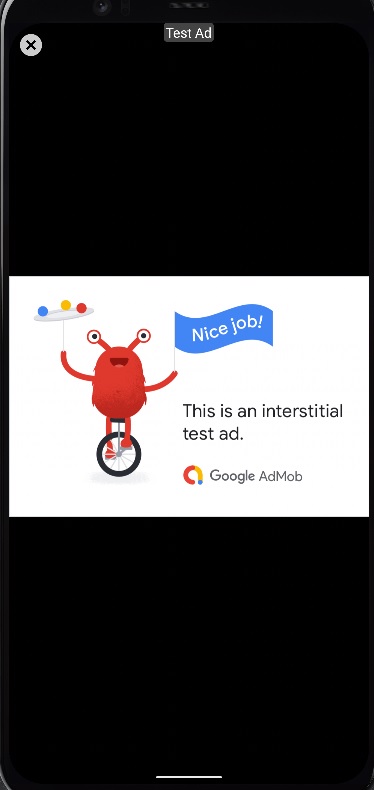 Test Ad
Nice job!
This is an interstitial
test ad.
Google AdMob